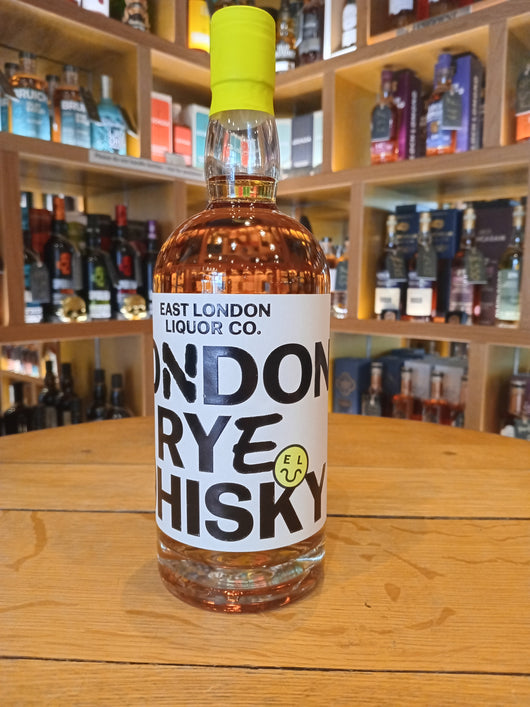 EAST LONDON
LIQUOR CO.
ONDON
RYE
EL
HISKY